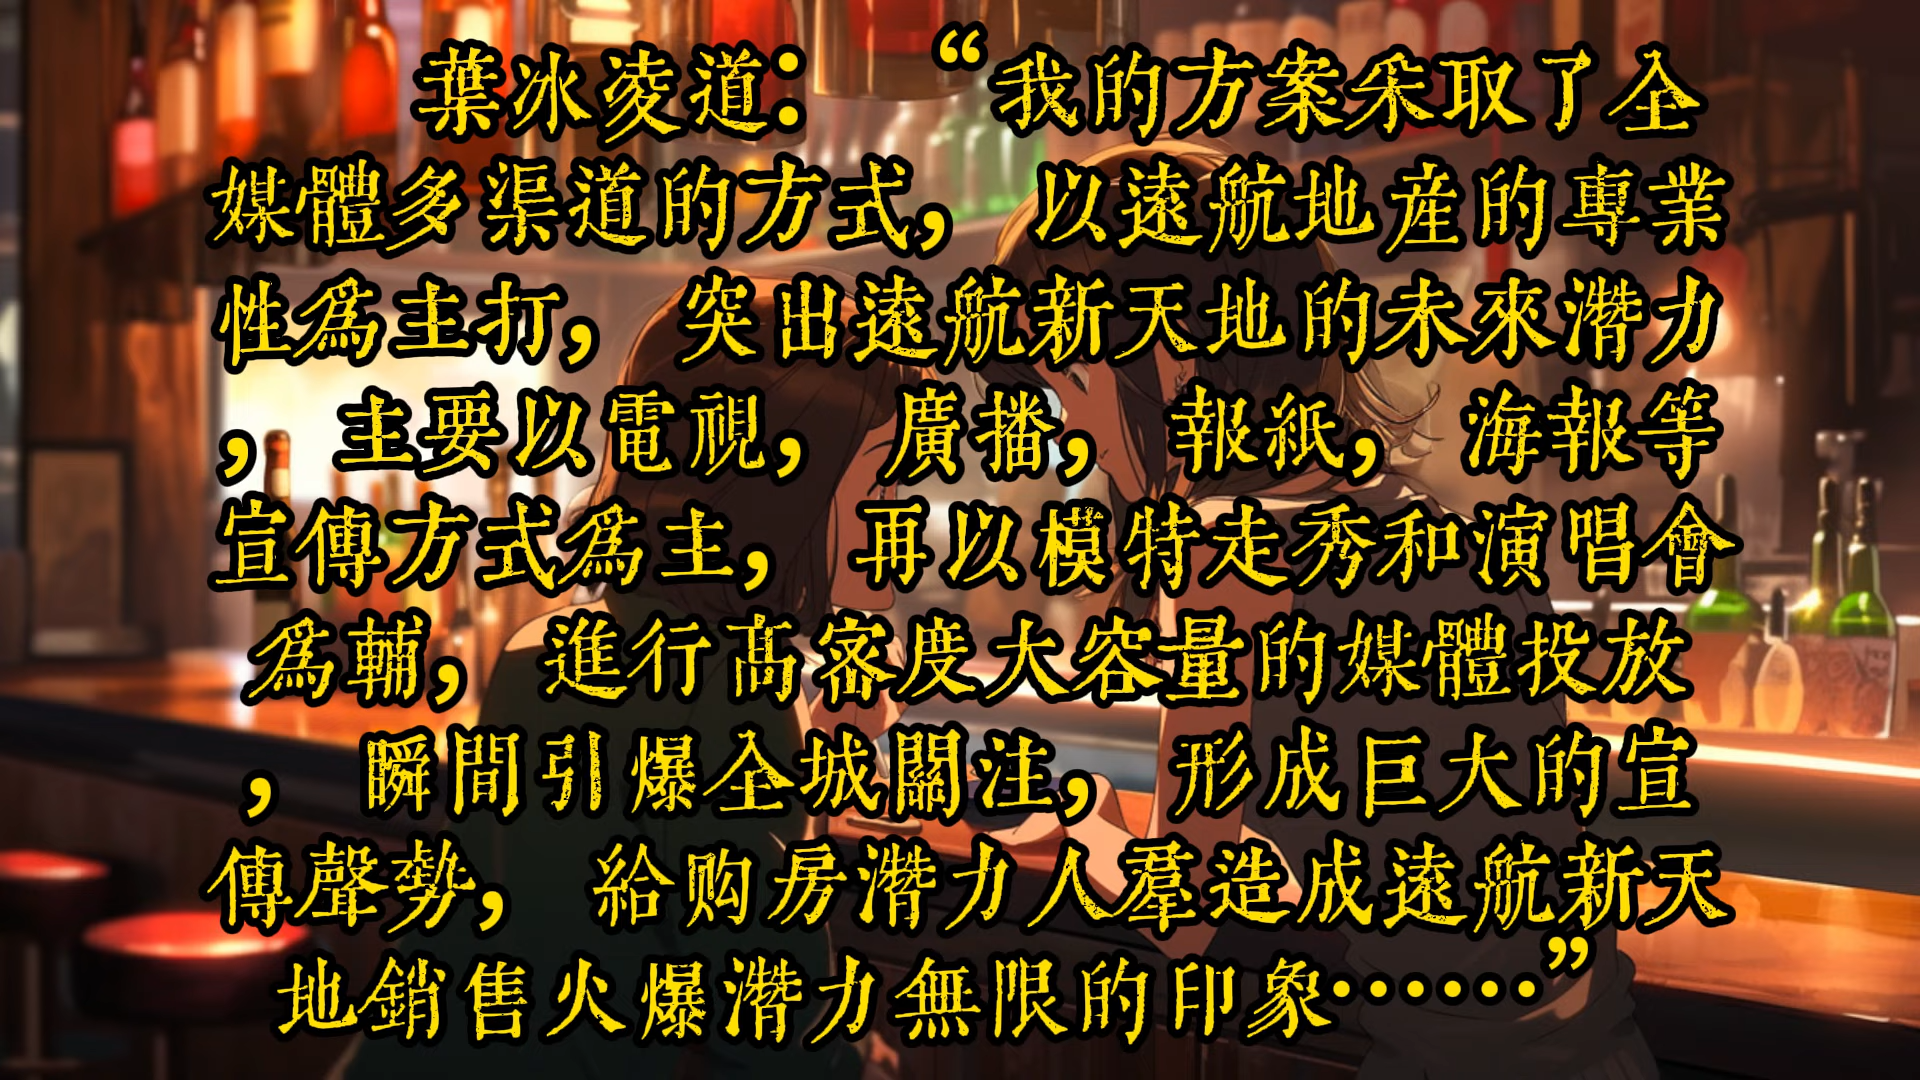 葉冰凌道：“我的方案采取了全
媒體多渠道的方式，以遠航地産的專業
性爲主打，突出遠航新天地的未來潛力
，主要以電視，廣播，報紙，海報等
宣傳方式爲主，再以模特走秀和演唱會
爲輔，進行高密度大容量的媒體投放
，瞬間引爆全城關注，形成巨大的宣
傳聲勢，給购房潛力人羣造成遠航新天
地銷售火爆潛力無限的印象……”